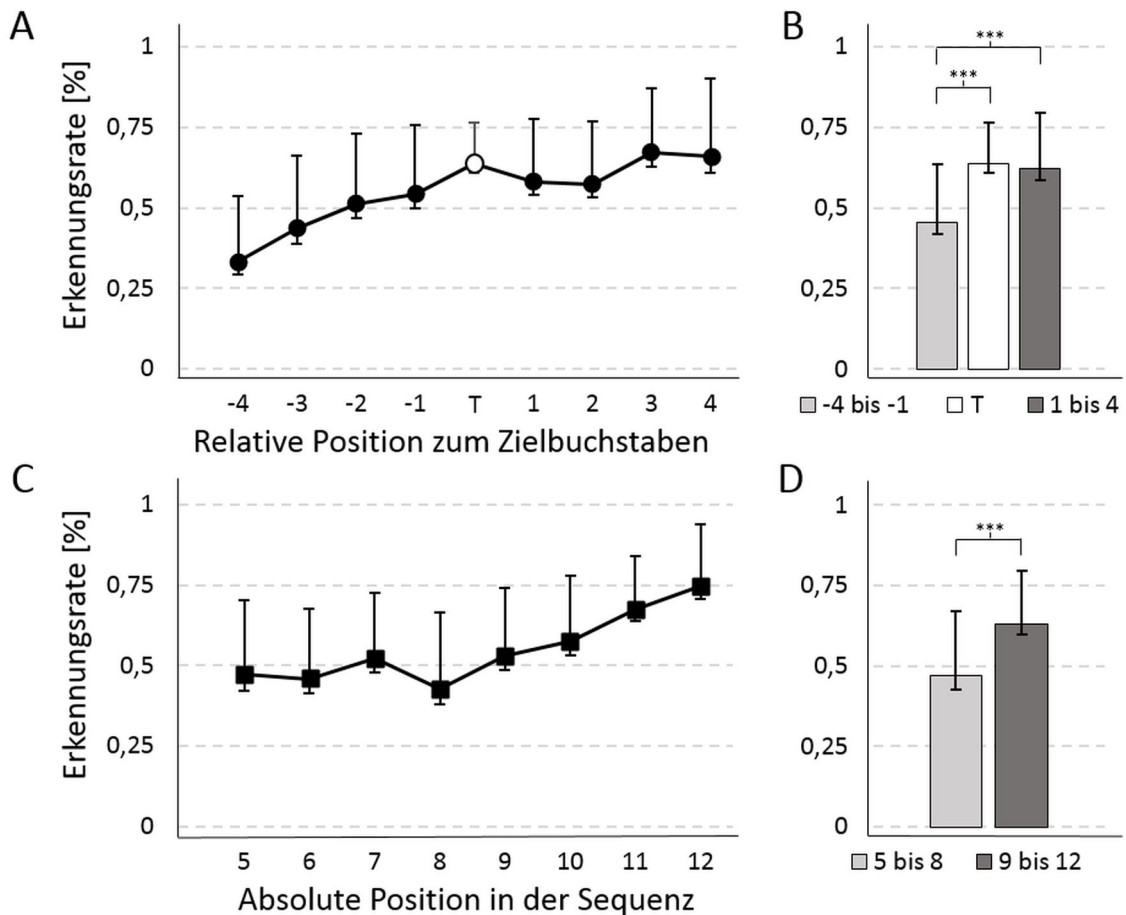 A
Erkennungsrate [%]
1
0,75
0,5
0,25
0
-4 -3 -2 -1 T 1 2 3 4
Relative Position zum Zielbuchstaben
B
1
0,75
0,5
0,25
0
***
***
-4 bis -1 T 1 bis 4
C
Erkennungsrate [%]
1
0,75
0,5
0,25
0
5 6 7 8 9 10 11 12
Absolute Position in der Sequenz
D
1
0,75
0,5
0,25
0
***
5 bis 8 9 bis 12